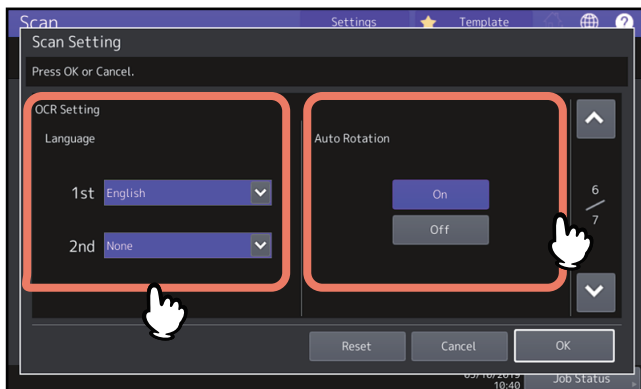 Scan Settings Template ?
Scan Setting
Press OK or Cancel.
OCR Setting
Language Auto Rotation
1st English On 6
2nd None Off 7
Reset Cancel OK
10:40 Job Status